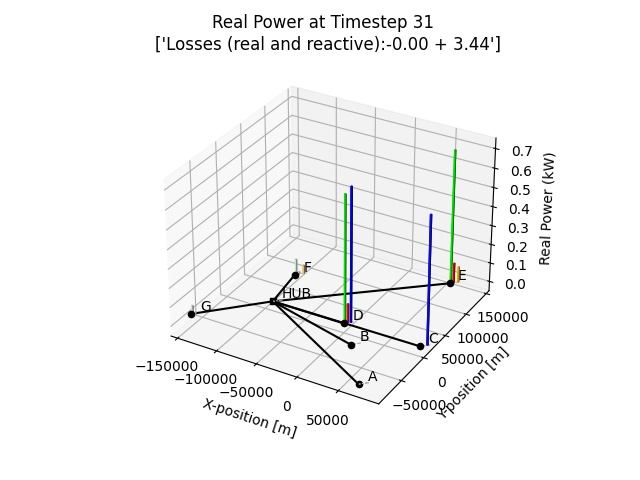 Real Power at Timestep 31
['Losses (real and reactive):-0.00 + 3.44']
0.7
0.6
0.5
0.4
0.3
0.2
0.1
0.0
Real Power (kW)
F
E
HUB
G
D
B
C
A
150000
100000
50000
0
−50000
Y-position [m]
−150000
−100000
−50000
0
50000
X-position [m]